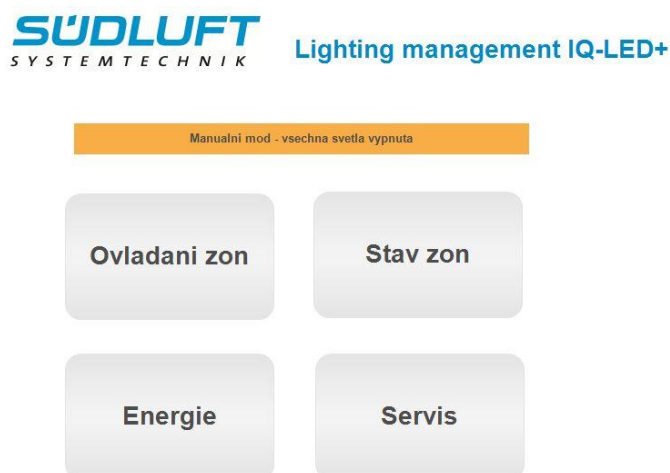 SÜDLUFT
SYSTEMTECHNIK
Lighting management IQ-LED+
Manualni mod - vsechna svetla vypnuta
Ovladani zon
Stav zon
Energie
Servis